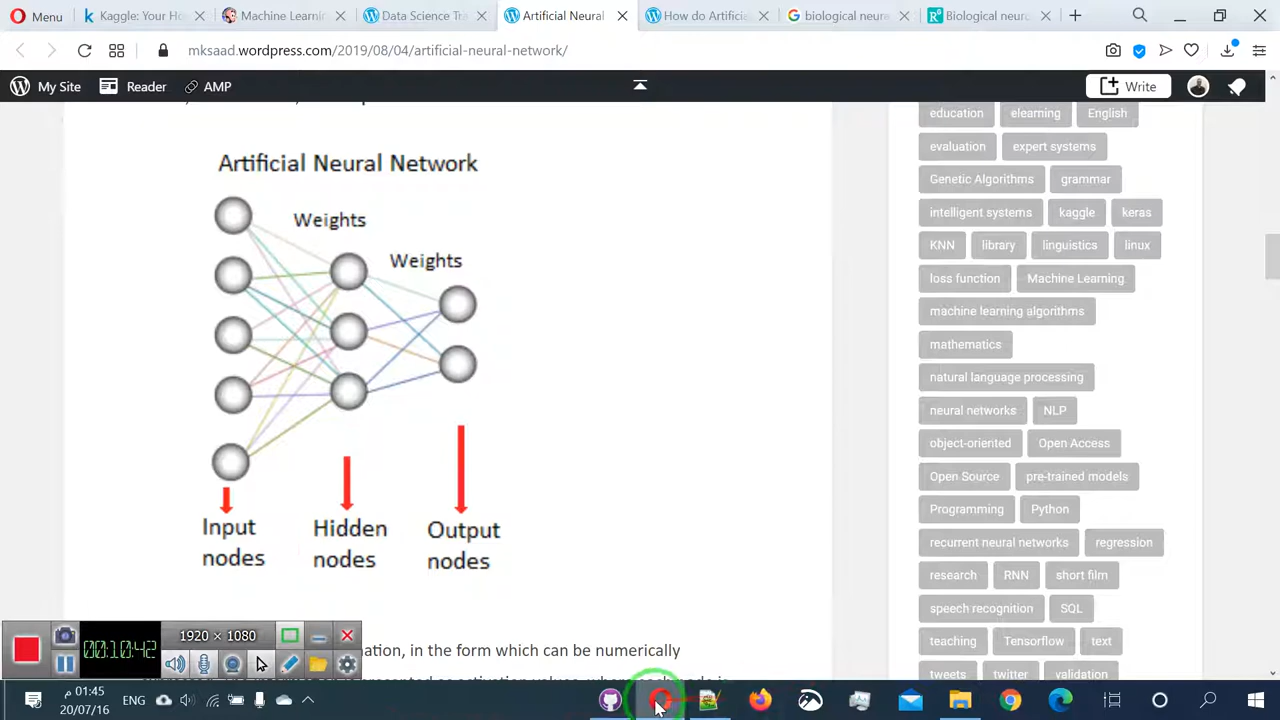 Menu
Kaggle: Your Ho
Machine Learnin
Data Science Tra
Artificial Neural
How do Artificia
biological neuro
Biological neuro
mksaad.wordpress.com/2019/08/04/artificial-neural-network/
My Site
Reader
AMP
Write
Artificial Neural Network
Weights
Weights
Input
nodes
Hidden
nodes
Output
nodes
ation, in the form which can be numerically
education elearning English
evaluation expert systems
Genetic Algorithms grammar
intelligent systems kaggle keras
KNN library linguistics linux
loss function Machine Learning
machine learning algorithms
mathematics
natural language processing
neural networks NLP
object-oriented Open Access
Open Source pre-trained models
Programming Python
recurrent neural networks regression
research RNN short film
speech recognition SQL
teaching Tensorflow text
tweets twitter validation
1920 × 1080
00:10:42
01:45 م
20/07/16
ENG